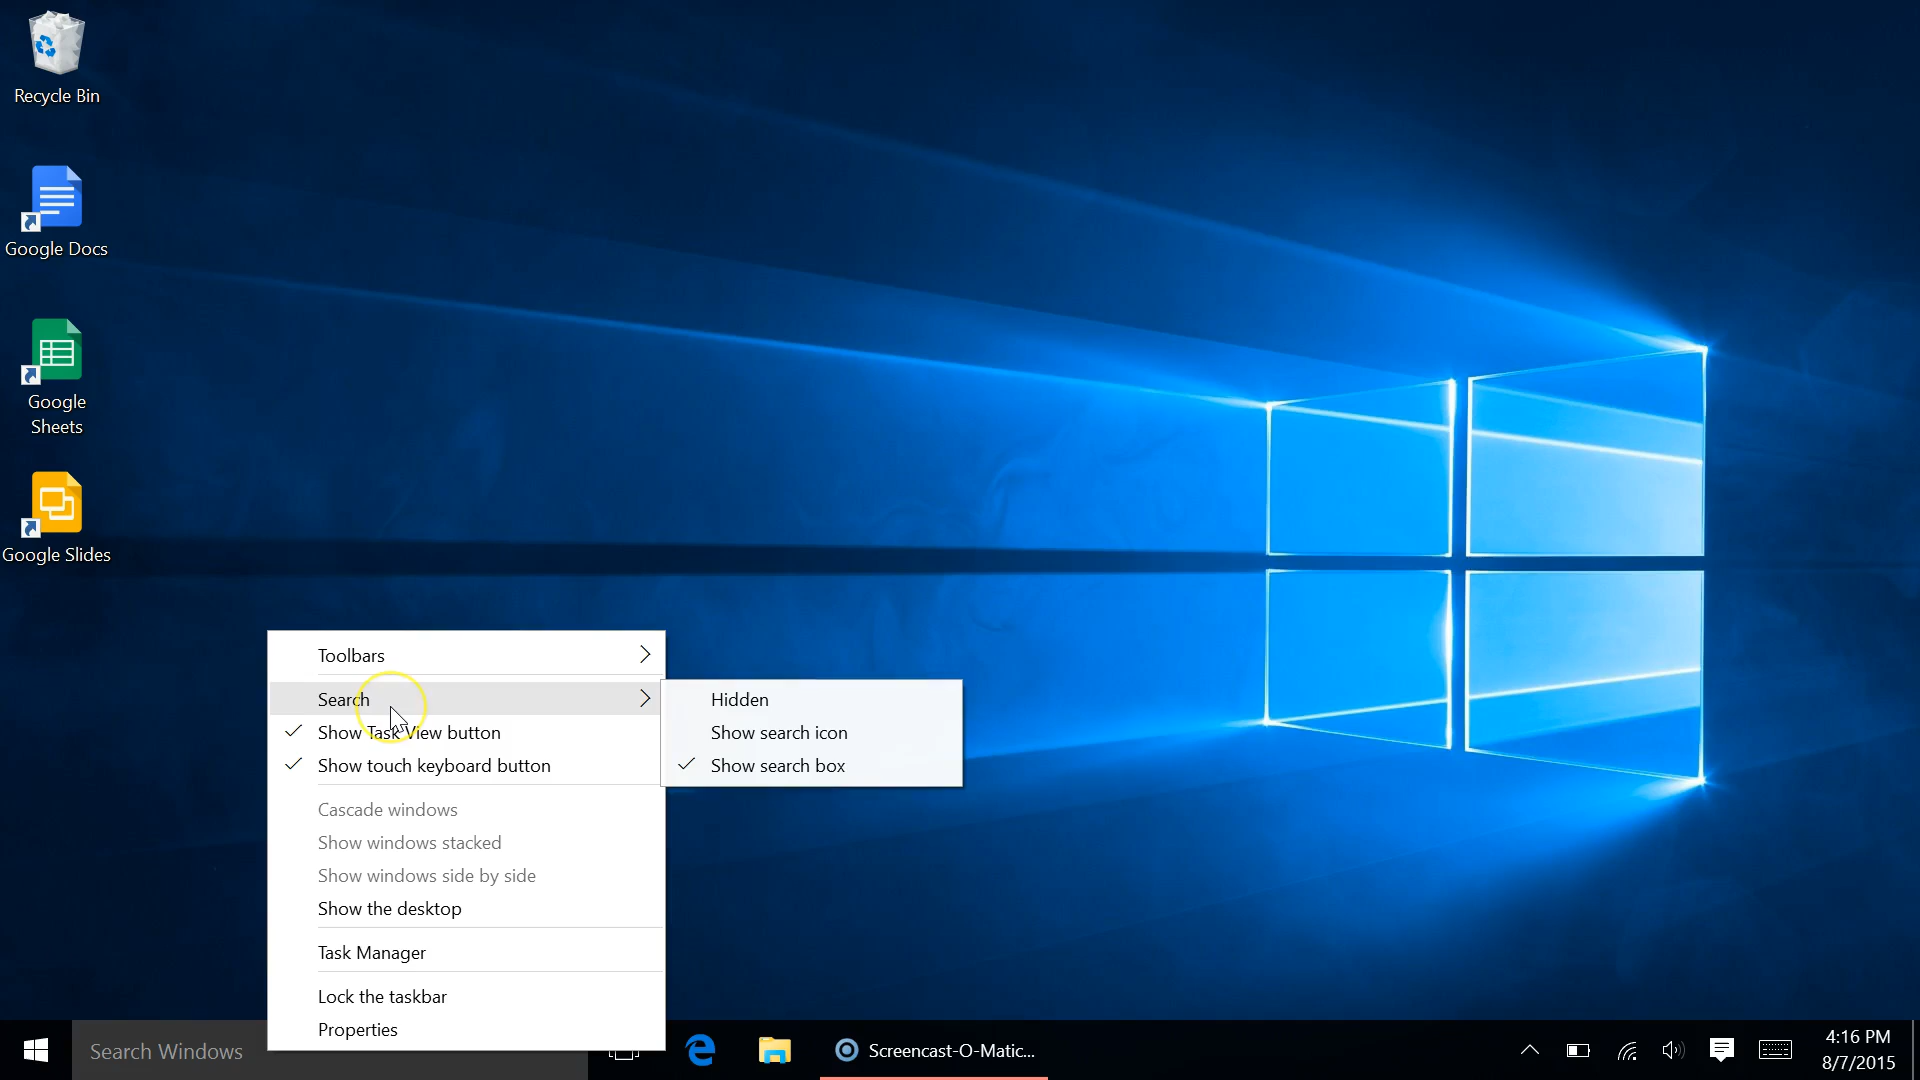 Recycle Bin
Google Docs
Google
Sheets
Google Slides
Toolbars
Search
Show Task View button
Show touch keyboard button
Cascade windows
Show windows stacked
Show windows side by side
Show the desktop
Task Manager
Lock the taskbar
Properties
Hidden
Show search icon
Show search box
Search Windows
Screencast-O-Matic...
4:16 PM
8/7/2015